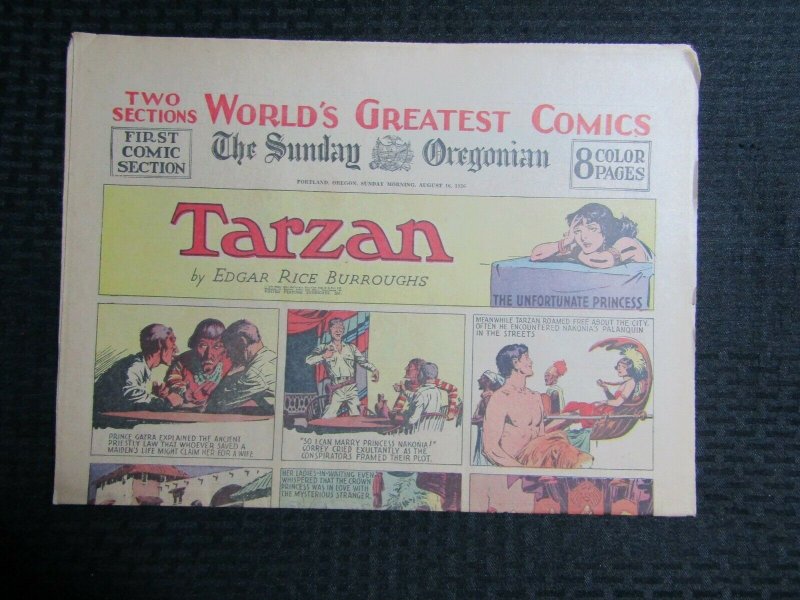 TWO
SECTIONS
WORLD'S GREATEST COMICS
FIRST
COMIC
SECTION
The Sunday Oregonian
8 COLOR
PAGES
PORTLAND, OREGON, SUNDAY MORNING, AUGUST 16, 1936
Tarzan
by EDGAR RICE BURROUGHS
THE UNFORTUNATE PRINCESS
PRINCE GATRA EXPLAINED THE ANCIENT
PRIESTLY LAW THAT WHOEVER SAVED A
MAIDEN'S LIFE MIGHT CLAIM HER FOR A WIFE.
"SO I CAN MARRY PRINCESS NAKONIA!"
GORREY CRIED EXULTANTLY AS THE
CONSPIRATORS FRAMED THEIR PLOT.
MEANWHILE TARZAN ROAMED FREE ABOUT THE CITY.
OFTEN HE ENCOUNTERED NAKONIA'S PALANQUIN
IN THE STREETS
HER LADIES-IN-WAITING EVEN
WHISPERED THAT THE CROWN
PRINCESS WAS IN LOVE WITH
THE MYSTERIOUS STRANGER.